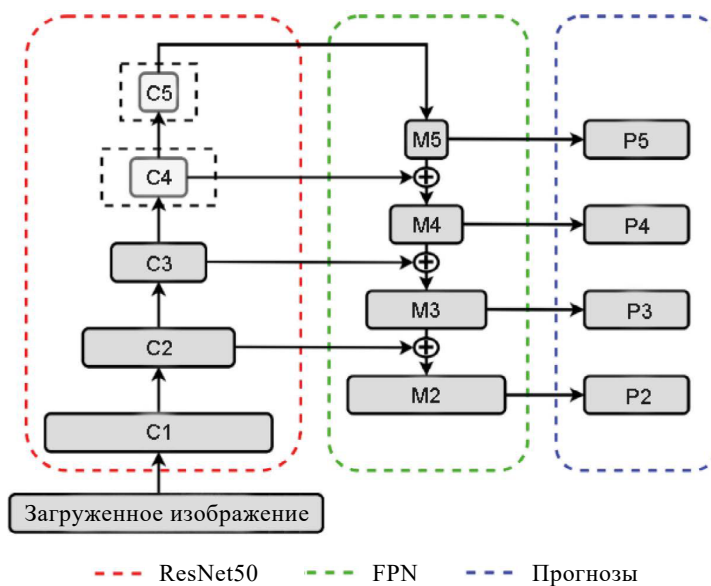 C5
M5
P5
C4
M4
P4
C3
M3
P3
C2
M2
P2
C1
Загруженное изображение
ResNet50
FPN
Прогнозы